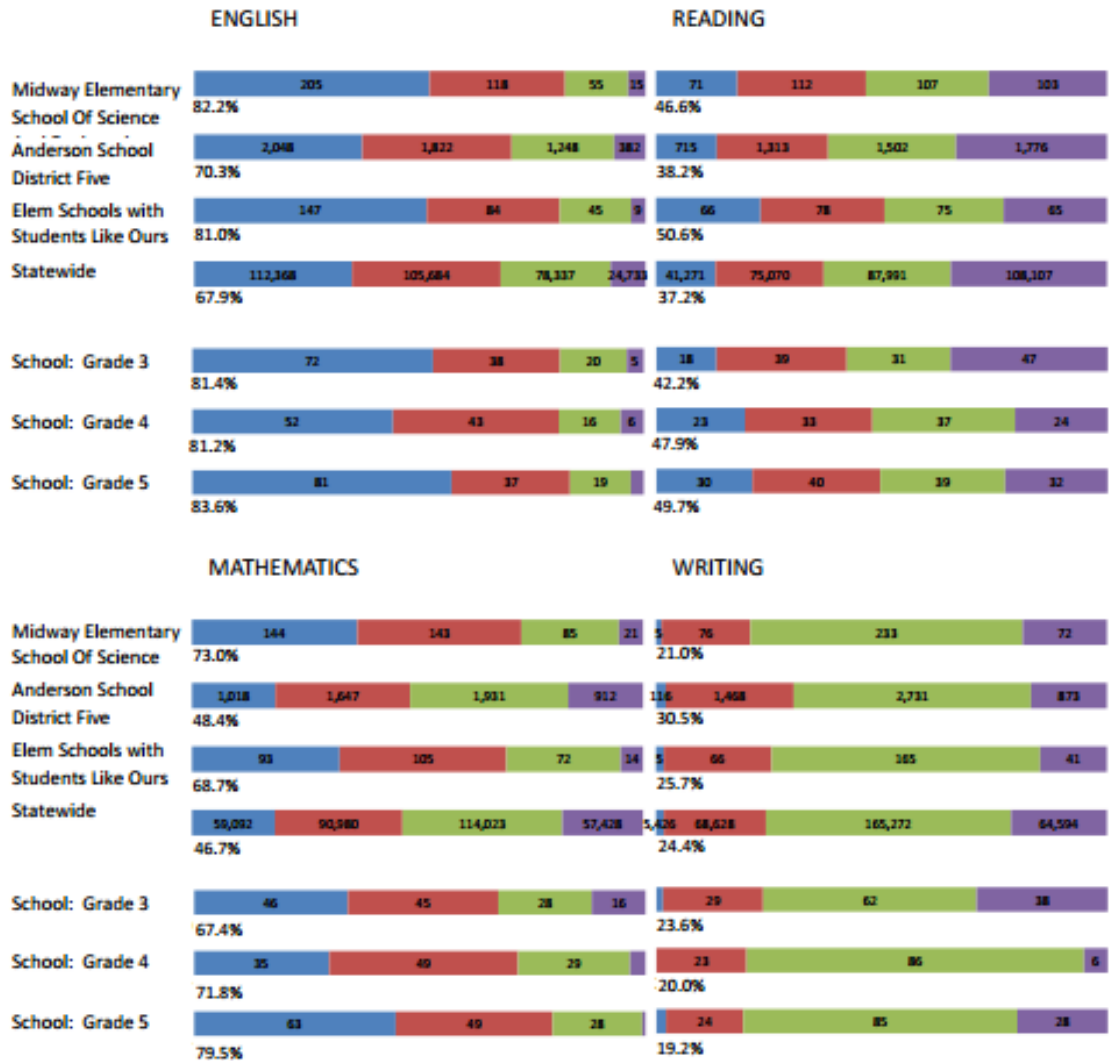 ENGLISH READING
Midway Elementary 205 118 55 15 71 112 107 103
School Of Science 82.2% 46.6%
Anderson School 2,048 1,822 1,248 382 715 1,313 1,502 1,776
District Five 70.3% 38.2%
Elem Schools with 147 84 45 9 66 78 75 65
Students Like Ours 81.0% 50.6%
Statewide 112,368 105,684 78,337 24,733 41,271 75,070 87,991 108,107
67.9% 37.2%
School: Grade 3 72 38 20 5 18 39 31 47
81.4% 42.2%
School: Grade 4 52 43 16 6 23 33 37 24
81.2% 47.9%
School: Grade 5 81 37 19 30 40 39 32
83.6% 49.7%
MATHEMATICS WRITING
Midway Elementary 144 143 85 21 5 76 233 72
School Of Science 73.0% 21.0%
Anderson School 1,018 1,647 1,931 912 116 1,468 2,731 873
District Five 48.4% 30.5%
Elem Schools with 93 105 72 14 5 66 165 41
Students Like Ours 68.7% 25.7%
Statewide 59,092 90,980 114,023 57,428 5,426 68,628 165,272 64,594
46.7% 24.4%
School: Grade 3 46 45 28 16 29 62 38
67.4% 23.6%
School: Grade 4 35 49 29 23 86 6
71.8% 20.0%
School: Grade 5 63 49 28 24 85 28
79.5% 19.2%